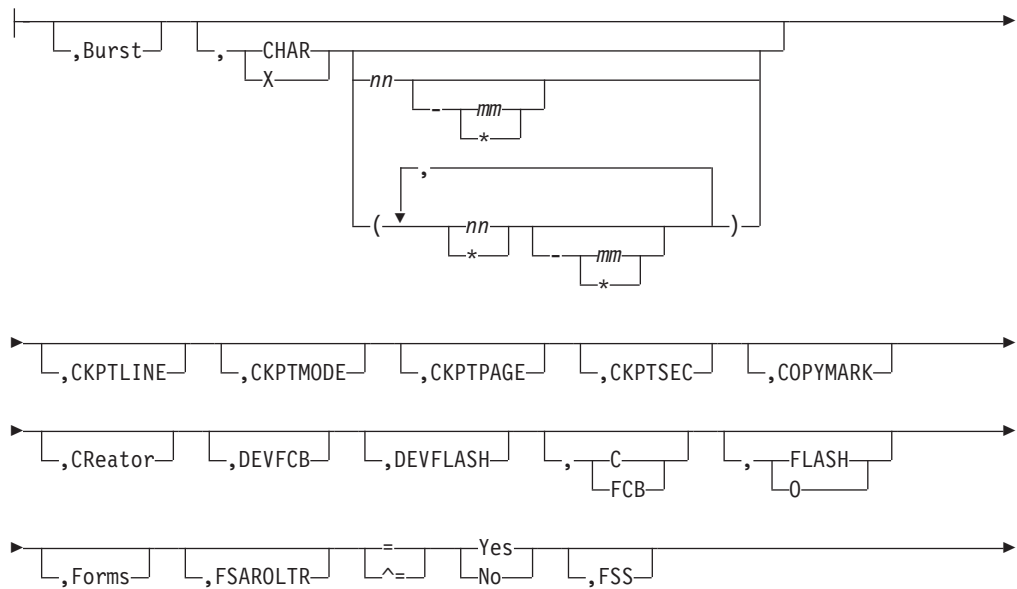 ,Burst , CHAR
X nn
- mm
*
,
( nn )
* - mm
*
,CKPTLINE ,CKPTMODE ,CKPTPAGE ,CKPTSEC ,COPYMARK
,CReator ,DEVFCB ,DEVFLASH , C , FLASH
FCB O
= Yes
,Forms ,FSAROLTR ^= No ,FSS